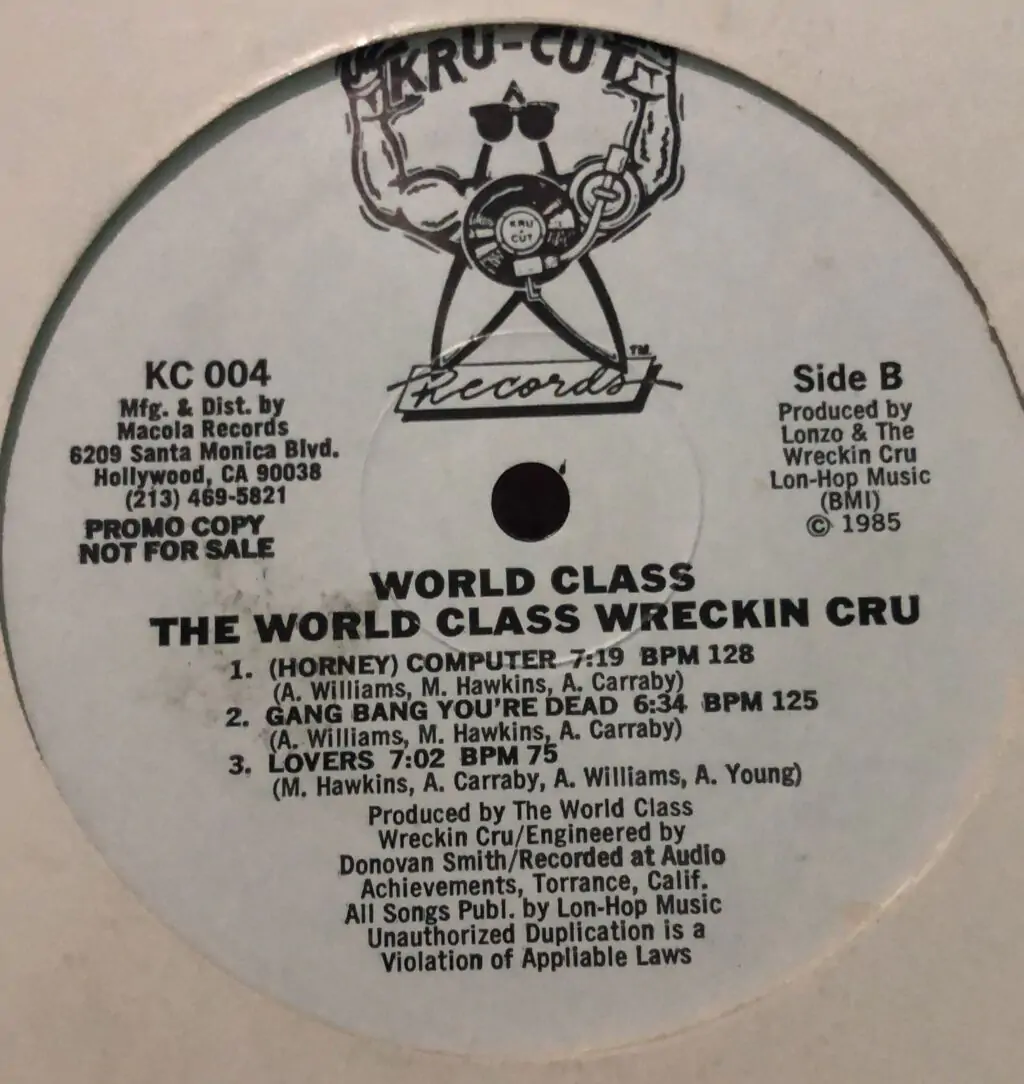 KRU-CUT
KRU
CUT
Records™
KC 004
Mfg. & Dist. by
Macola Records
6209 Santa Monica Blvd.
Hollywood, CA 90038
(213) 469-5821
PROMO COPY
NOT FOR SALE
Side B
Produced by
Lonzo & The
Wreckin Cru
Lon-Hop Music
(BMI)
© 1985
WORLD CLASS
THE WORLD CLASS WRECKIN CRU
1. (HORNEY) COMPUTER 7:19 BPM 128
(A. Williams, M. Hawkins, A. Carraby)
2. GANG BANG YOU'RE DEAD 6:34 BPM 125
(A. Williams, M. Hawkins, A. Carraby)
3. LOVERS 7:02 BPM 75
(M. Hawkins, A. Carraby, A. Williams, A. Young)
Produced by The World Class
Wreckin Cru/Engineered by
Donovan Smith/Recorded at Audio
Achievements, Torrance, Calif.
All Songs Publ. by Lon-Hop Music
Unauthorized Duplication is a
Violation of Appliable Laws